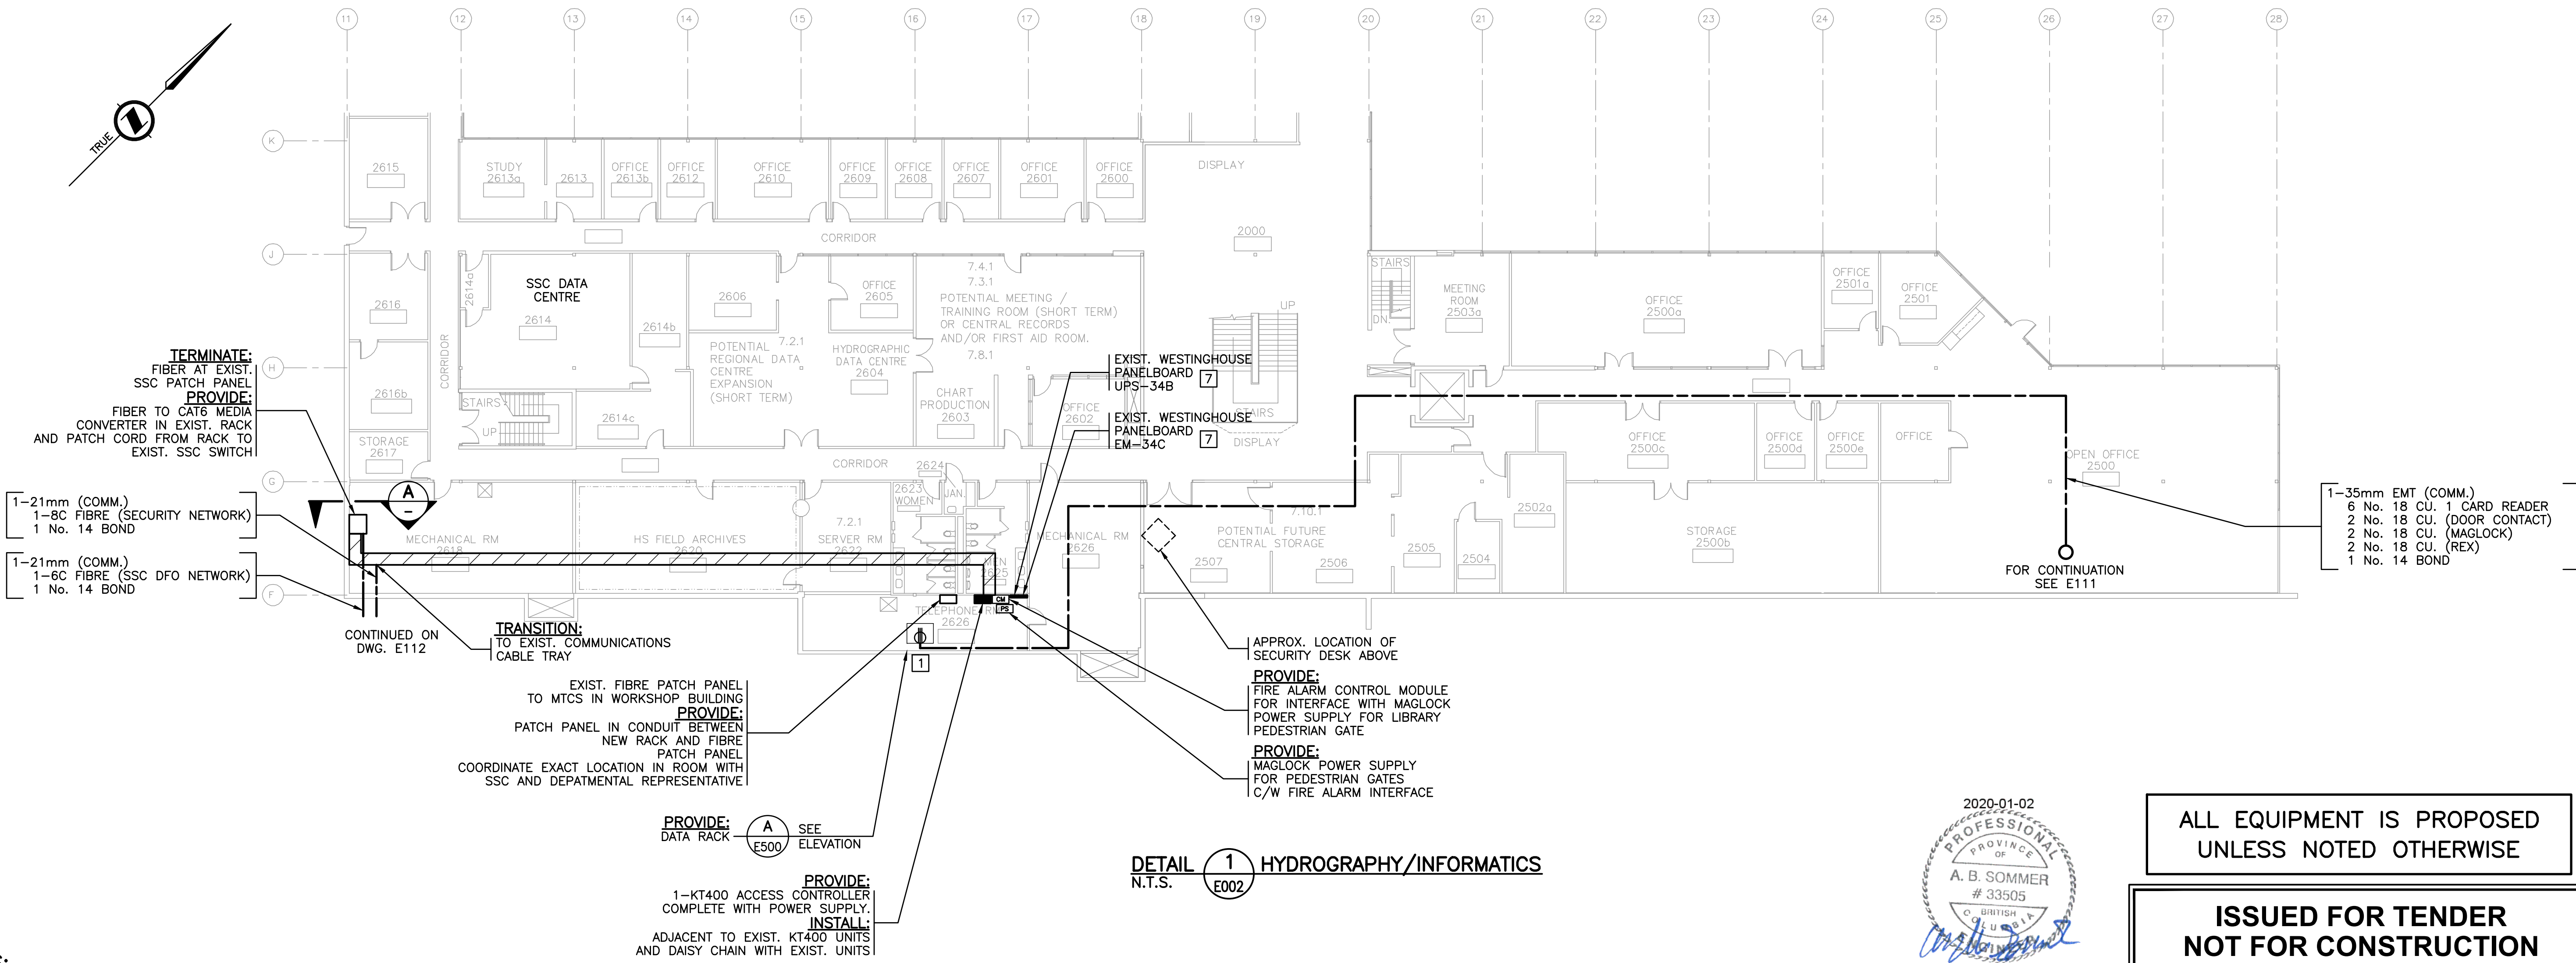 11
12
13
14
15
16
17
18
19
20
21
22
23
24
25
26
27
28
TRUE
K
J
H
G
F
2615
STUDY
2613a
2613
OFFICE
2613b
OFFICE
2612
OFFICE
2610
OFFICE
2609
OFFICE
2608
OFFICE
2607
OFFICE
2601
OFFICE
2600
DISPLAY
CORRIDOR
2000
2616
2614a
SSC DATA
CENTRE
2614
2614b
2606
OFFICE
2605
7.4.1
7.3.1
POTENTIAL MEETING /
TRAINING ROOM (SHORT TERM)
OR CENTRAL RECORDS
AND/OR FIRST AID ROOM.
7.8.1
POTENTIAL 7.2.1
REGIONAL DATA
CENTRE
EXPANSION
(SHORT TERM)
HYDROGRAPHIC
DATA CENTRE
2604
CHART
PRODUCTION
2603
OFFICE
2602
UP
STAIRS
DISPLAY
STAIRS
DN.
MEETING
ROOM
2503a
OFFICE
2500a
OFFICE
2501a
OFFICE
2501
CORRIDOR
2616b
STAIRS
UP
2614c
STORAGE
2617
CORRIDOR
2624
JAN.
2623
WOMEN
MEN
2625
MECHANICAL RM
2618
HS FIELD ARCHIVES
2620
7.2.1
SERVER RM
2622
MECHANICAL RM
2626
TELEPHONE RM
2626
CM
PS
7.10.1
POTENTIAL FUTURE
CENTRAL STORAGE
2507
2506
2505
2504
2502a
OFFICE
2500c
OFFICE
2500d
OFFICE
2500e
OFFICE
OPEN OFFICE
2500
STORAGE
2500b
TERMINATE:
FIBER AT EXIST.
SSC PATCH PANEL
PROVIDE:
FIBER TO CAT6 MEDIA
CONVERTER IN EXIST. RACK
AND PATCH CORD FROM RACK TO
EXIST. SSC SWITCH
A
-
1-21mm (COMM.)
1-8C FIBRE (SECURITY NETWORK)
1 No. 14 BOND
1-21mm (COMM.)
1-6C FIBRE (SSC DFO NETWORK)
1 No. 14 BOND
CONTINUED ON
DWG. E112
TRANSITION:
TO EXIST. COMMUNICATIONS
CABLE TRAY
EXIST. WESTINGHOUSE
PANELBOARD 7
UPS-34B
EXIST. WESTINGHOUSE
PANELBOARD 7
EM-34C
1-35mm EMT (COMM.)
6 No. 18 CU. 1 CARD READER
2 No. 18 CU. (DOOR CONTACT)
2 No. 18 CU. (MAGLOCK)
2 No. 18 CU. (REX)
1 No. 14 BOND
FOR CONTINUATION
SEE E111
1
EXIST. FIBRE PATCH PANEL
TO MTCS IN WORKSHOP BUILDING
PROVIDE:
PATCH PANEL IN CONDUIT BETWEEN
NEW RACK AND FIBRE
PATCH PANEL
COORDINATE EXACT LOCATION IN ROOM WITH
SSC AND DEPATMENTAL REPRESENTATIVE
APPROX. LOCATION OF
SECURITY DESK ABOVE
PROVIDE:
FIRE ALARM CONTROL MODULE
FOR INTERFACE WITH MAGLOCK
POWER SUPPLY FOR LIBRARY
PEDESTRIAN GATE
PROVIDE:
MAGLOCK POWER SUPPLY
FOR PEDESTRIAN GATES
C/W FIRE ALARM INTERFACE
PROVIDE:
DATA RACK
A
E500
SEE
ELEVATION
PROVIDE:
1-KT400 ACCESS CONTROLLER
COMPLETE WITH POWER SUPPLY.
INSTALL:
ADJACENT TO EXIST. KT400 UNITS
AND DAISY CHAIN WITH EXIST. UNITS
DETAIL 1 HYDROGRAPHY/INFORMATICS
N.T.S. E002
2020-01-02
PROFESSIONAL
PROVINCE
OF
A. B. SOMMER
# 33505
BRITISH
COLUMBIA
ENGINEER
ALL EQUIPMENT IS PROPOSED
UNLESS NOTED OTHERWISE
ISSUED FOR TENDER
NOT FOR CONSTRUCTION